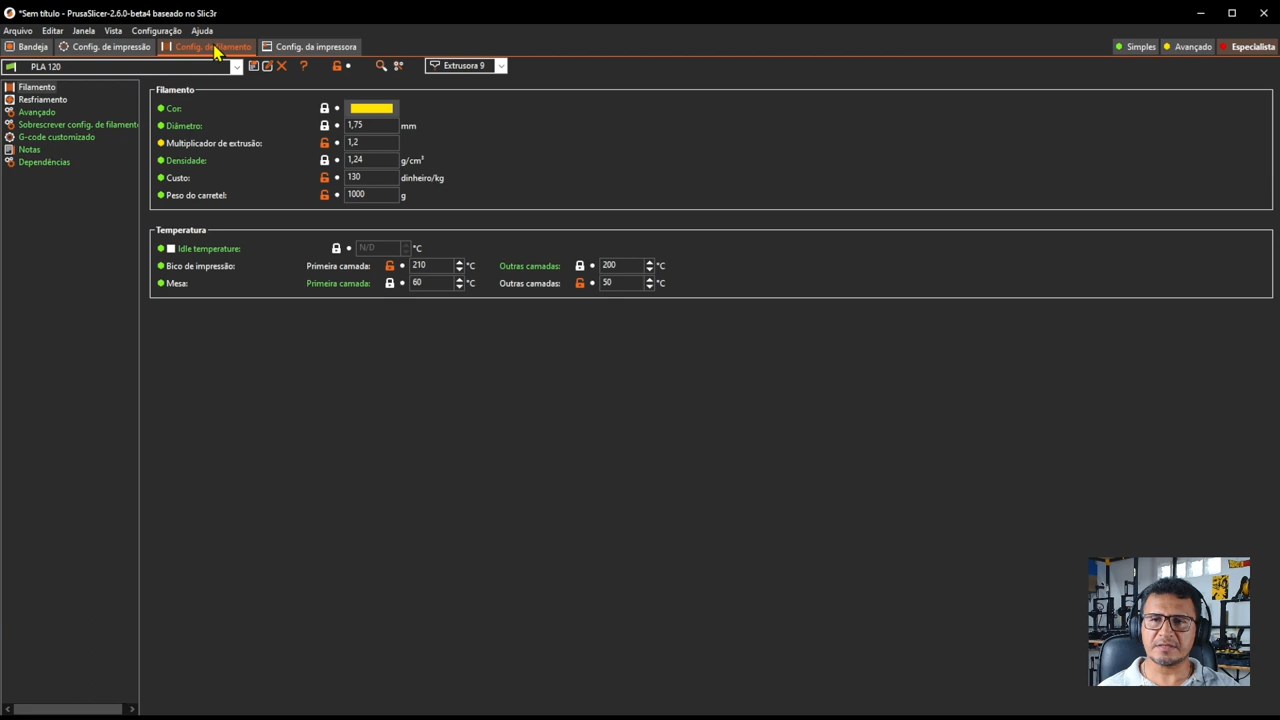 *Sem título - PrusaSlicer-2.6.0-beta4 baseado no Slic3r
Arquivo Editar Janela Vista Configuração Ajuda
Bandeja Config. de impressão Config. de filamento Config. da impressora Simples Avançado Especialista
PLA 120 ? Extrusora 9
Filamento
Resfriamento
Avançado
Sobrescrever config. de filamento
G-code customizado
Notas
Dependências
Filamento
Cor:
Diâmetro: 1,75 mm
Multiplicador de extrusão: 1,2
Densidade: 1,24 g/cm³
Custo: 130 dinheiro/kg
Peso do carretel: 1000 g
Temperatura
Idle temperature: N/D °C
Bico de impressão: Primeira camada: 210 °C Outras camadas: 200 °C
Mesa: Primeira camada: 60 °C Outras camadas: 50 °C